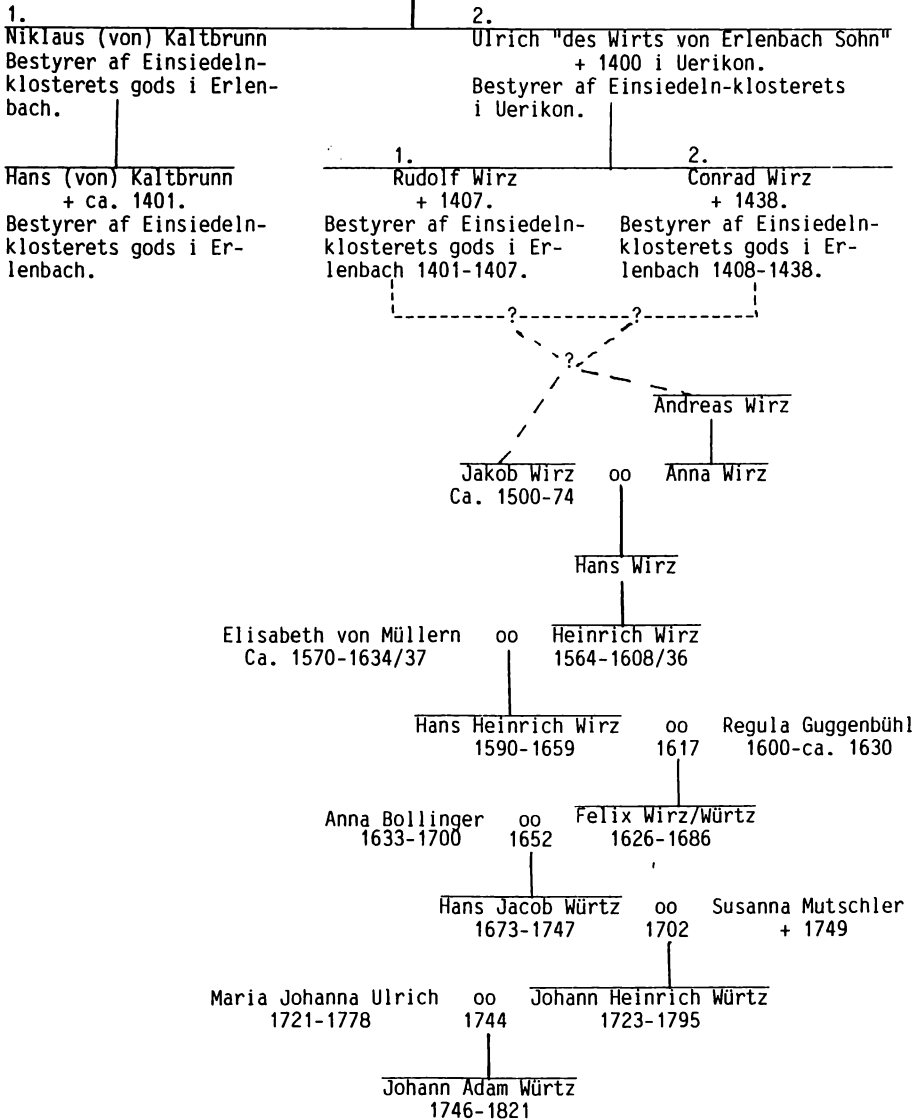 1. 2.
Niklaus (von) Kaltbrunn
Bestyrer af Einsiedeln-
klosterets gods i Erlen-
bach.
Ulrich "des Wirts von Erlenbach Sohn"
+ 1400 i Uerikon.
Bestyrer af Einsiedeln-klosterets
i Uerikon.
Hans (von) Kaltbrunn
+ ca. 1401.
Bestyrer af Einsiedeln-
klosterets gods i Er-
lenbach.
1.
Rudolf Wirz
+ 1407.
Bestyrer af Einsiedeln-
klosterets gods i Er-
lenbach 1401-1407.
2.
Conrad Wirz
+ 1438.
Bestyrer af Einsiedeln-
klosterets gods i Er-
lenbach 1408-1438.
? ?
?
Andreas Wirz
Jakob Wirz oo Anna Wirz
Ca. 1500-74
Hans Wirz
Elisabeth von Müllern oo Heinrich Wirz
Ca. 1570-1634/37 1564-1608/36
Hans Heinrich Wirz oo Regula Guggenbühl
1590-1659 1617 1600-ca. 1630
Anna Bollinger oo Felix Wirz/Würtz
1633-1700 1652 1626-1686
Hans Jacob Würtz oo Susanna Mutschler
1673-1747 1702 + 1749
Maria Johanna Ulrich oo Johann Heinrich Würtz
1721-1778 1744 1723-1795
Johann Adam Würtz
1746-1821